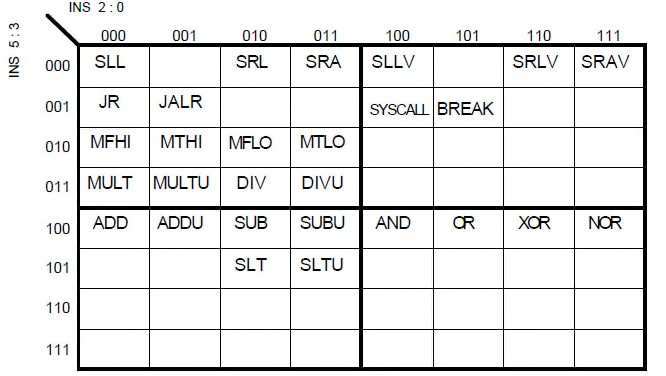 INS 2 : 0
INS 5 : 3
000 001 010 011 100 101 110 111
000 SLL SRL SRA SLLV SRLV SRAV
001 JR JALR SYSCALL BREAK
010 MFHI MTHI MFLO MTLO
011 MULT MULTU DIV DIVU
100 ADD ADDU SUB SUBU AND OR XOR NOR
101 SLT SLTU
110
111